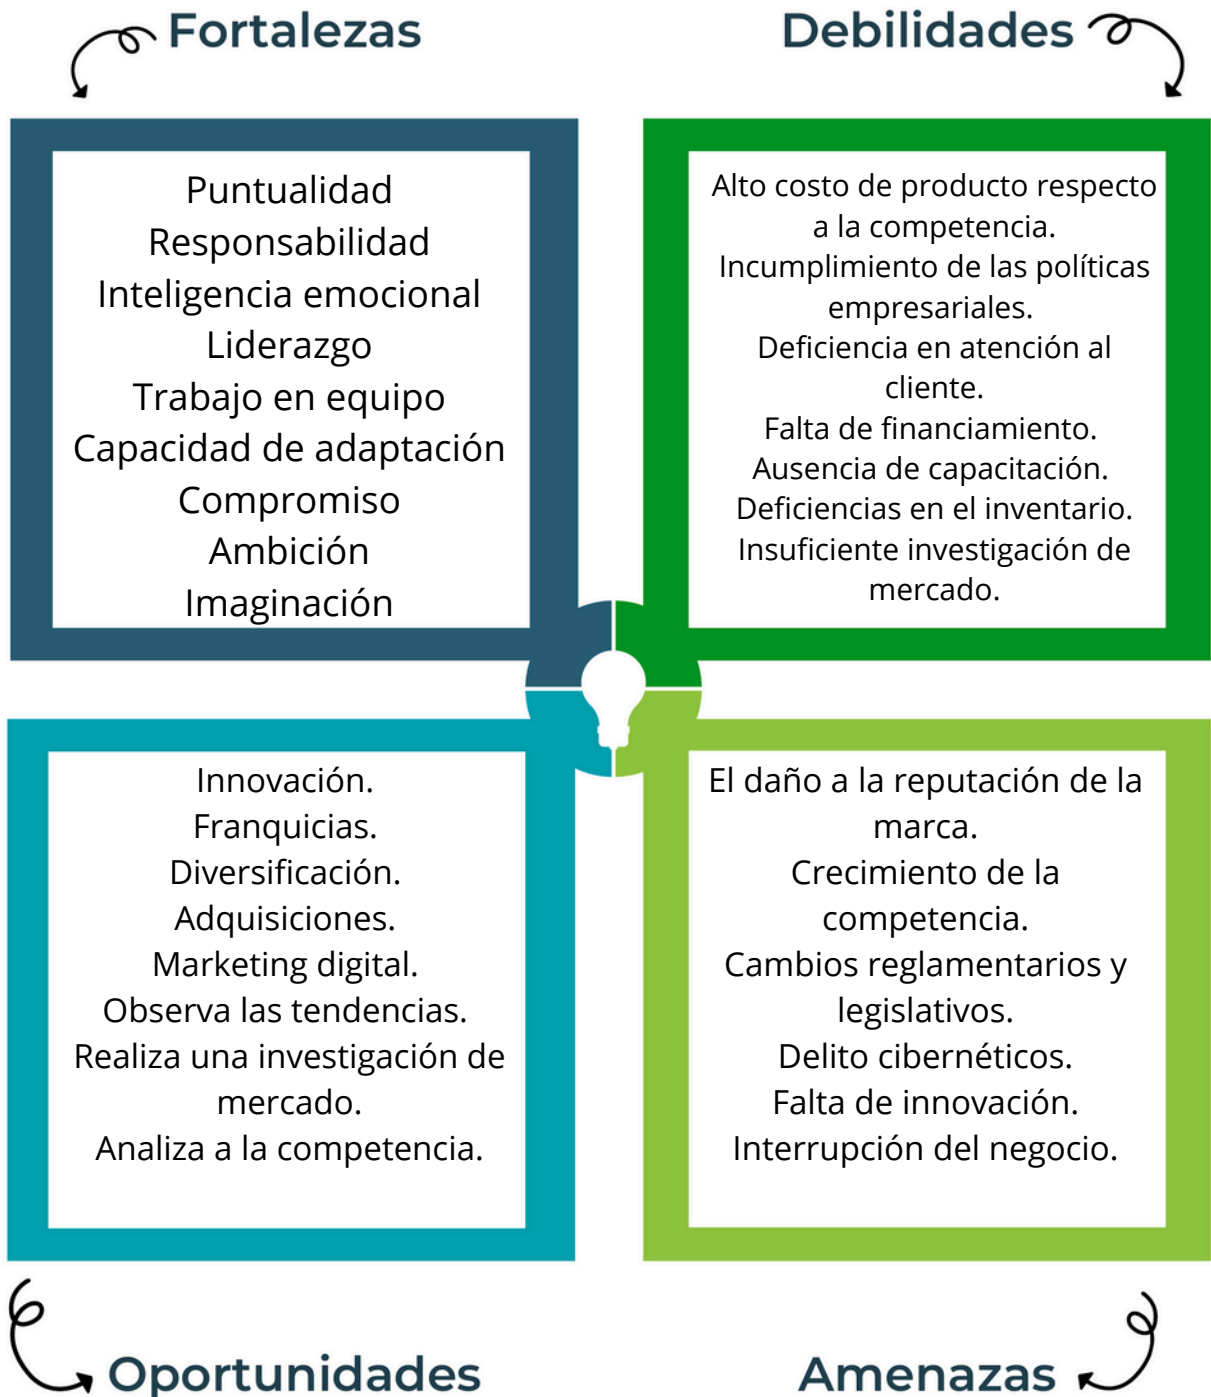 Fortalezas
Puntualidad
Responsabilidad
Inteligencia emocional
Liderazgo
Trabajo en equipo
Capacidad de adaptación
Compromiso
Ambición
Imaginación
Debilidades
Alto costo de producto respecto
a la competencia.
Incumplimiento de las políticas
empresariales.
Deficiencia en atención al
cliente.
Falta de financiamiento.
Ausencia de capacitación.
Deficiencias en el inventario.
Insuficiente investigación de
mercado.
Innovación.
Franquicias.
Diversificación.
Adquisiciones.
Marketing digital.
Observa las tendencias.
Realiza una investigación de
mercado.
Analiza a la competencia.
Oportunidades
El daño a la reputación de la
marca.
Crecimiento de la
competencia.
Cambios reglamentarios y
legislativos.
Delito cibernéticos.
Falta de innovación.
Interrupción del negocio.
Amenazas